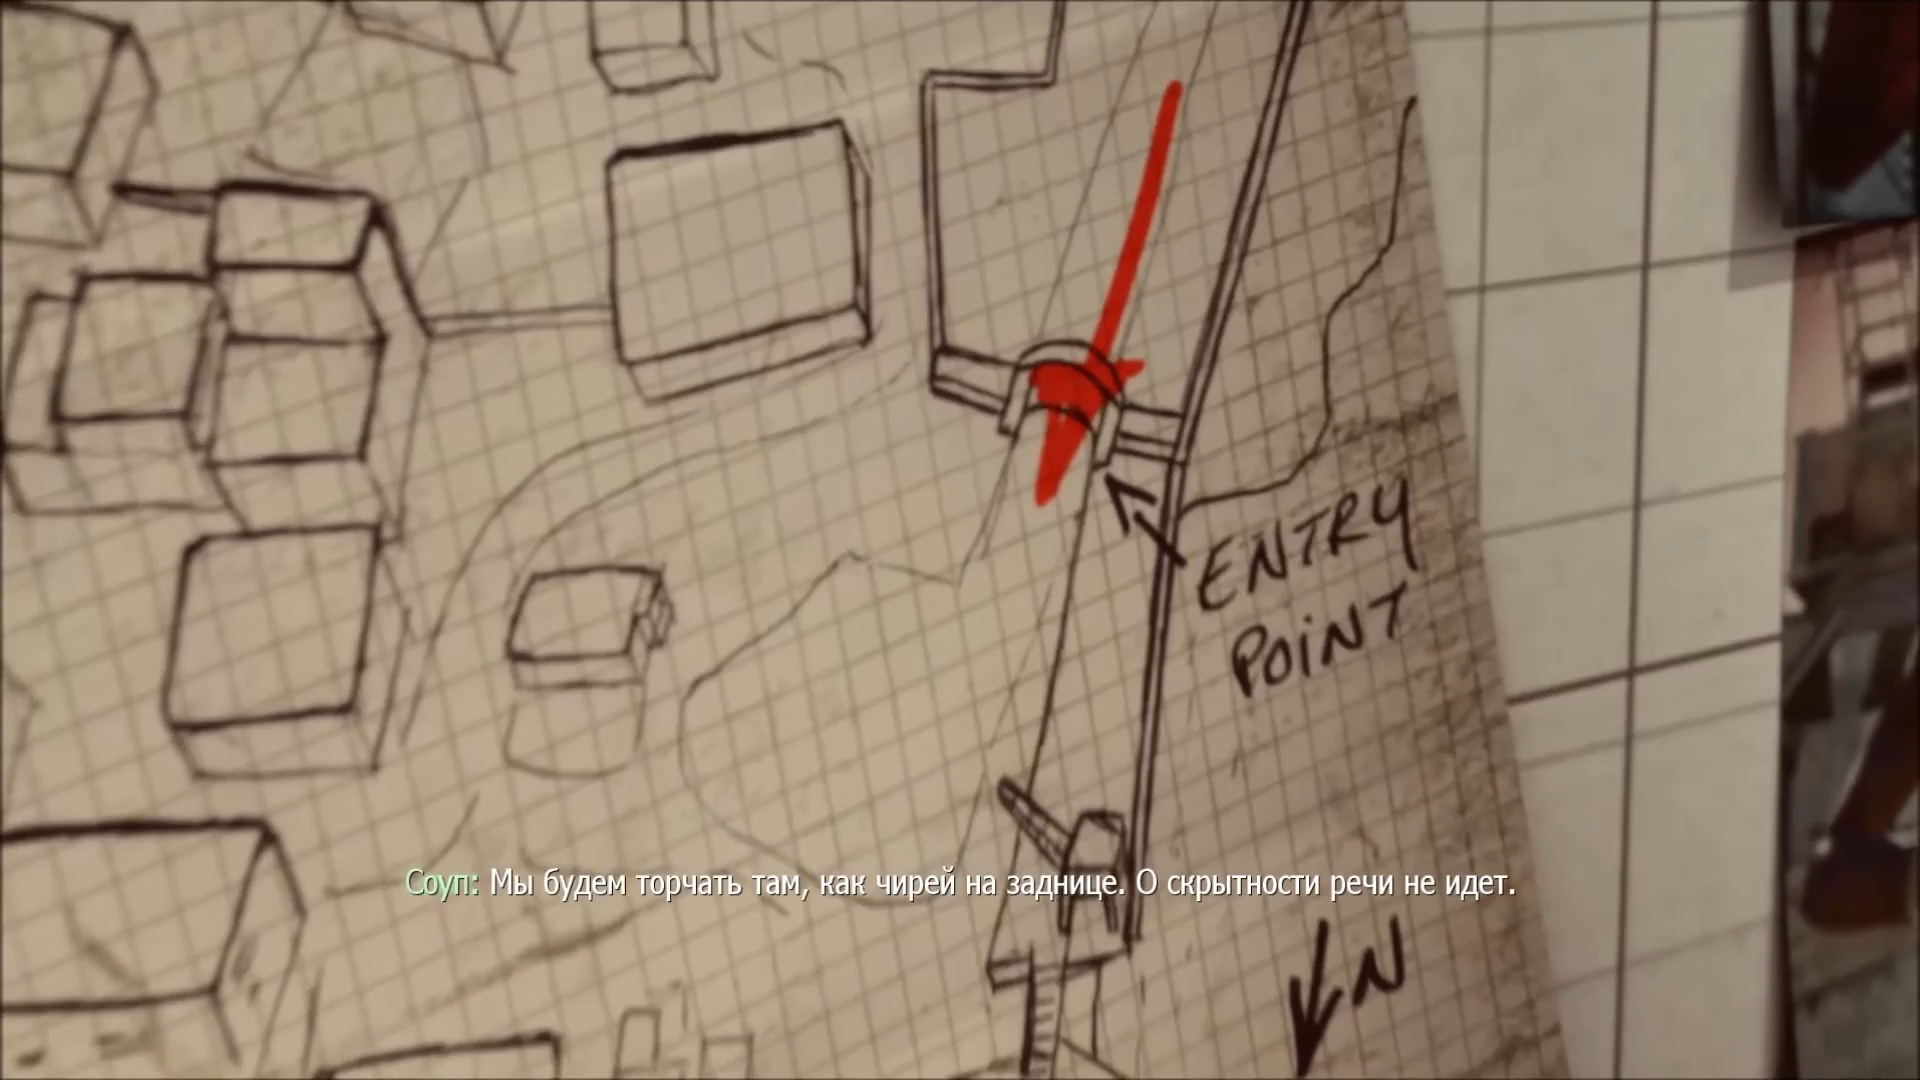 ENTRY
POINT
Соуп: Мы будем торчать там, как чирей на заднице. О скрытности речи не идет.
N